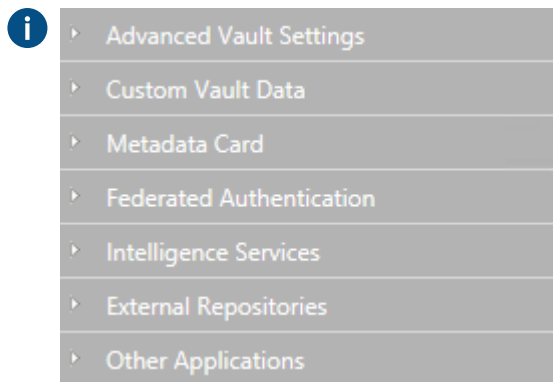 i
Advanced Vault Settings
Custom Vault Data
Metadata Card
Federated Authentication
Intelligence Services
External Repositories
Other Applications